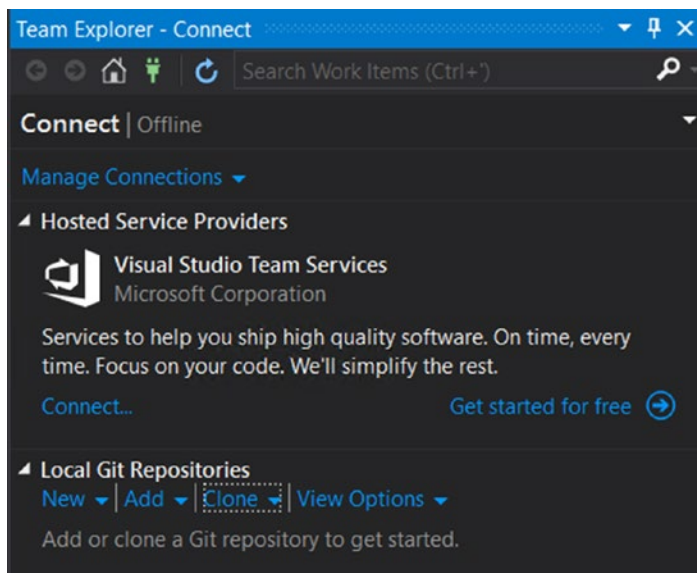 Team Explorer - Connect
Search Work Items (Ctrl+')
Connect | Offline
Manage Connections
Hosted Service Providers
Visual Studio Team Services
Microsoft Corporation
Services to help you ship high quality software. On time, every
time. Focus on your code. We'll simplify the rest.
Connect... Get started for free
Local Git Repositories
New | Add | Clone | View Options
Add or clone a Git repository to get started.